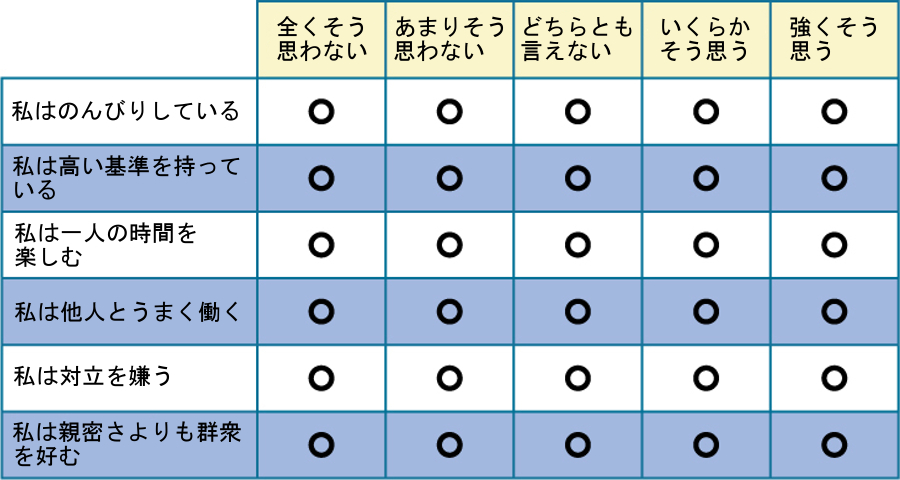 全くそう
思わない
あまりそう
思わない
どちらとも
言えない
いくらか
そう思う
強くそう
思う
私はのんびりしている
私は高い基準を持って
いる
私は一人の時間を
楽しむ
私は他人とうまく働く
私は対立を嫌う
私は親密さよりも群衆
を好む